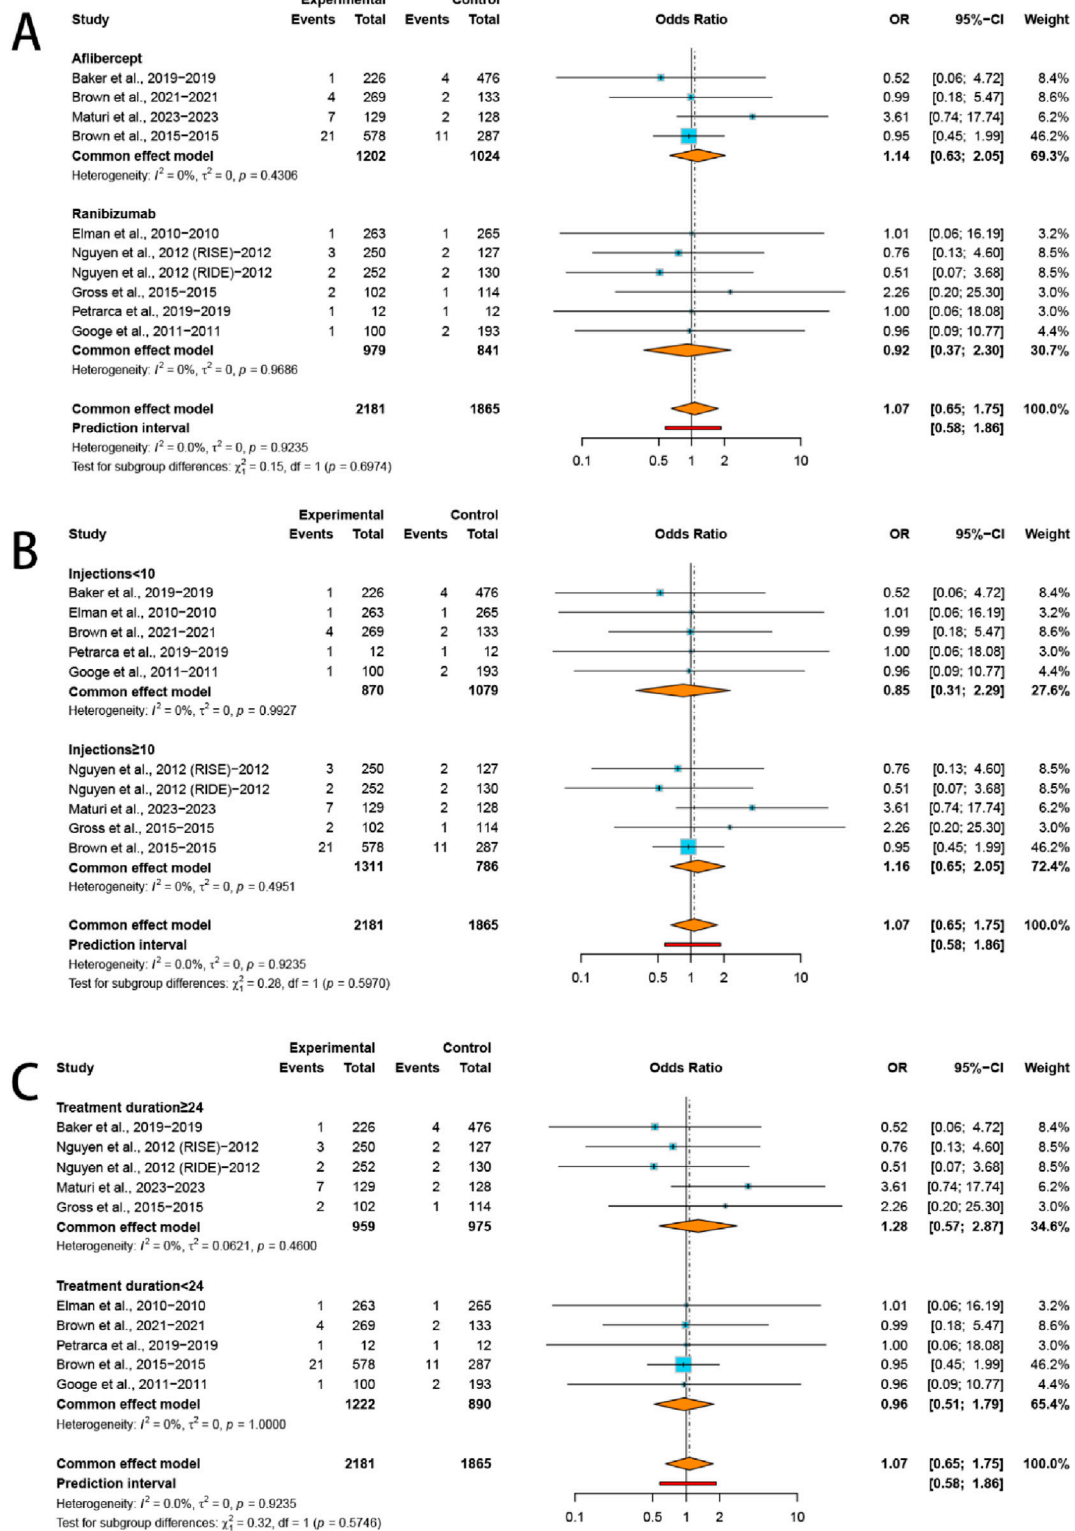 A
Experimental Control
Study Events Total Events Total Odds Ratio OR 95%−CI Weight
Aflibercept
Baker et al., 2019−2019 1 226 4 476 0.52 [0.06; 4.72] 8.4%
Brown et al., 2021−2021 4 269 2 133 0.99 [0.18; 5.47] 8.6%
Maturi et al., 2023−2023 7 129 2 128 3.61 [0.74; 17.74] 6.2%
Brown et al., 2015−2015 21 578 11 287 0.95 [0.45; 1.99] 46.2%
Common effect model 1202 1024 1.14 [0.63; 2.05] 69.3%
Heterogeneity: I² = 0%, τ² = 0, p = 0.4306
Ranibizumab
Elman et al., 2010−2010 1 263 1 265 1.01 [0.06; 16.19] 3.2%
Nguyen et al., 2012 (RISE)−2012 3 250 2 127 0.76 [0.13; 4.60] 8.5%
Nguyen et al., 2012 (RIDE)−2012 2 252 2 130 0.51 [0.07; 3.68] 8.5%
Gross et al., 2015−2015 2 102 1 114 2.26 [0.20; 25.30] 3.0%
Petrarca et al., 2019−2019 1 12 1 12 1.00 [0.06; 18.08] 3.0%
Googe et al., 2011−2011 1 100 2 193 0.96 [0.09; 10.77] 4.4%
Common effect model 979 841 0.92 [0.37; 2.30] 30.7%
Heterogeneity: I² = 0%, τ² = 0, p = 0.9686
Common effect model 2181 1865 1.07 [0.65; 1.75] 100.0%
Prediction interval [0.58; 1.86]
Heterogeneity: I² = 0.0%, τ² = 0, p = 0.9235
Test for subgroup differences: χ²₁ = 0.15, df = 1 (p = 0.6974)
0.1 0.5 1 2 10
B
Experimental Control
Study Events Total Events Total Odds Ratio OR 95%−CI Weight
Injections<10
Baker et al., 2019−2019 1 226 4 476 0.52 [0.06; 4.72] 8.4%
Elman et al., 2010−2010 1 263 1 265 1.01 [0.06; 16.19] 3.2%
Brown et al., 2021−2021 4 269 2 133 0.99 [0.18; 5.47] 8.6%
Petrarca et al., 2019−2019 1 12 1 12 1.00 [0.06; 18.08] 3.0%
Googe et al., 2011−2011 1 100 2 193 0.96 [0.09; 10.77] 4.4%
Common effect model 870 1079 0.85 [0.31; 2.29] 27.6%
Heterogeneity: I² = 0%, τ² = 0, p = 0.9927
Injections≥10
Nguyen et al., 2012 (RISE)−2012 3 250 2 127 0.76 [0.13; 4.60] 8.5%
Nguyen et al., 2012 (RIDE)−2012 2 252 2 130 0.51 [0.07; 3.68] 8.5%
Maturi et al., 2023−2023 7 129 2 128 3.61 [0.74; 17.74] 6.2%
Gross et al., 2015−2015 2 102 1 114 2.26 [0.20; 25.30] 3.0%
Brown et al., 2015−2015 21 578 11 287 0.95 [0.45; 1.99] 46.2%
Common effect model 1311 786 1.16 [0.65; 2.05] 72.4%
Heterogeneity: I² = 0%, τ² = 0, p = 0.4951
Common effect model 2181 1865 1.07 [0.65; 1.75] 100.0%
Prediction interval [0.58; 1.86]
Heterogeneity: I² = 0.0%, τ² = 0, p = 0.9235
Test for subgroup differences: χ²₁ = 0.28, df = 1 (p = 0.5970)
0.1 0.5 1 2 10
C
Experimental Control
Study Events Total Events Total Odds Ratio OR 95%−CI Weight
Treatment duration≥24
Baker et al., 2019−2019 1 226 4 476 0.52 [0.06; 4.72] 8.4%
Nguyen et al., 2012 (RISE)−2012 3 250 2 127 0.76 [0.13; 4.60] 8.5%
Nguyen et al., 2012 (RIDE)−2012 2 252 2 130 0.51 [0.07; 3.68] 8.5%
Maturi et al., 2023−2023 7 129 2 128 3.61 [0.74; 17.74] 6.2%
Gross et al., 2015−2015 2 102 1 114 2.26 [0.20; 25.30] 3.0%
Common effect model 959 975 1.28 [0.57; 2.87] 34.6%
Heterogeneity: I² = 0%, τ² = 0.0621, p = 0.4600
Treatment duration<24
Elman et al., 2010−2010 1 263 1 265 1.01 [0.06; 16.19] 3.2%
Brown et al., 2021−2021 4 269 2 133 0.99 [0.18; 5.47] 8.6%
Petrarca et al., 2019−2019 1 12 1 12 1.00 [0.06; 18.08] 3.0%
Brown et al., 2015−2015 21 578 11 287 0.95 [0.45; 1.99] 46.2%
Googe et al., 2011−2011 1 100 2 193 0.96 [0.09; 10.77] 4.4%
Common effect model 1222 890 0.96 [0.51; 1.79] 65.4%
Heterogeneity: I² = 0%, τ² = 0, p = 1.0000
Common effect model 2181 1865 1.07 [0.65; 1.75] 100.0%
Prediction interval [0.58; 1.86]
Heterogeneity: I² = 0.0%, τ² = 0, p = 0.9235
Test for subgroup differences: χ²₁ = 0.32, df = 1 (p = 0.5746)
0.1 0.5 1 2 10